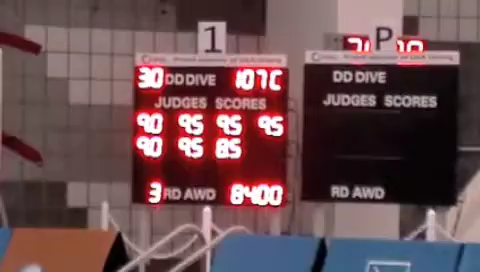 1
P
30 DD DIVE 107C
JUDGES SCORES
90 95 95 95
90 95 85
3 RD AWD 8400
DD DIVE
JUDGES SCORES
RD AWD